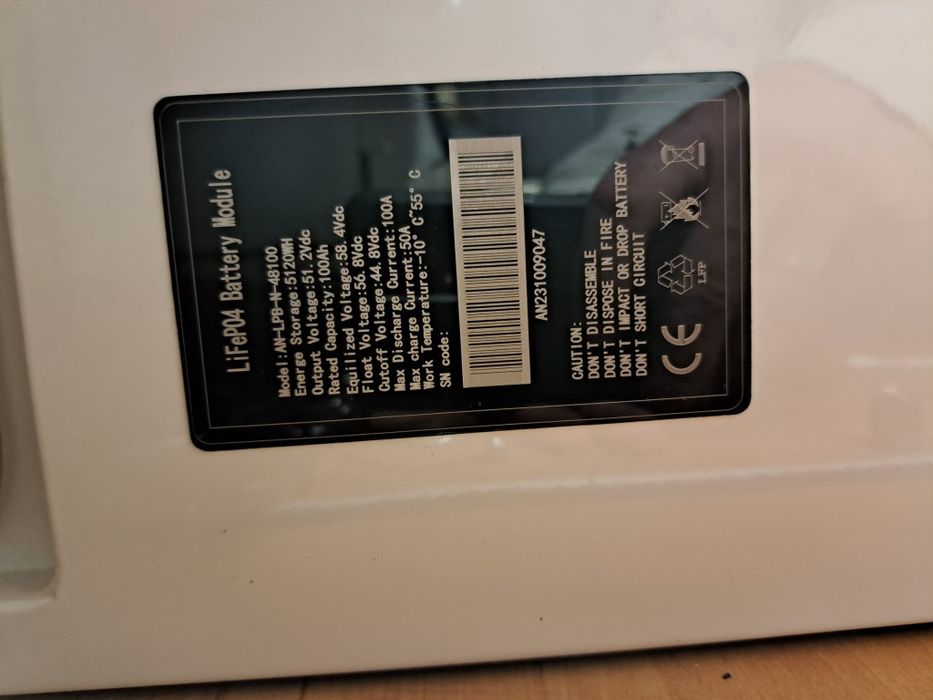 LiFePO4 Battery Module
Model:AN-LPB-N-48100
Energe Storage:5120WH
Output Voltage:51.2Vdc
Rated Capacity:100Ah
Equilized Voltage:58.4Vdc
Float Voltage:56.8Vdc
Cutoff Voltage:44.8Vdc
Max Discharge Current:100A
Max charge Current:50A
Work Temperature:-10° C~55° C
SN code:
AN231009047
CAUTION:
DON'T DISASSEMBLE
DON'T DISPOSE IN FIRE
DON'T IMPACT OR DROP BATTERY
DON'T SHORT CIRCUIT
CE
LFP